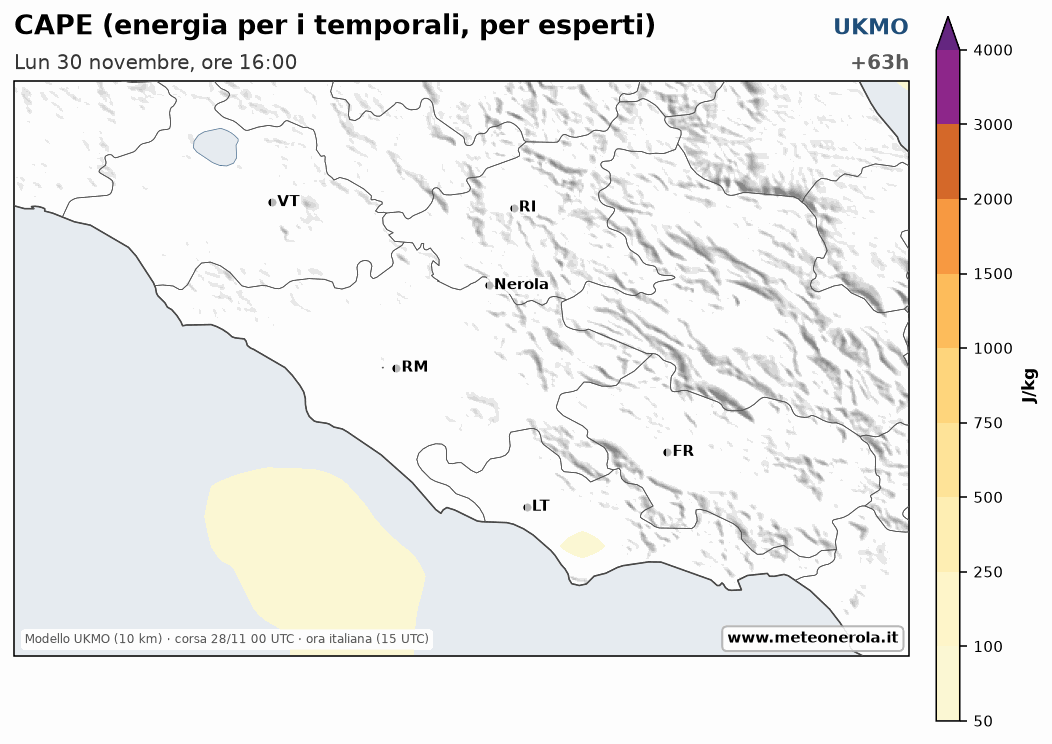 CAPE (energia per i temporali, per esperti)
UKMO
Lun 30 novembre, ore 16:00
+63h
4000
3000
2000
1500
1000
750
500
250
100
50
J/kg
VT
RI
Nerola
RM
FR
LT
Modello UKMO (10 km) · corsa 28/11 00 UTC · ora italiana (15 UTC)
www.meteonerola.it